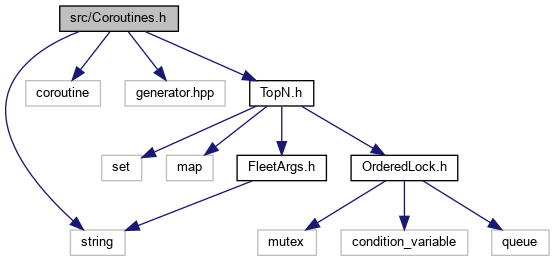 src/Coroutines.h
coroutine
generator.hpp
TopN.h
set
map
FleetArgs.h
OrderedLock.h
string
mutex
condition_variable
queue